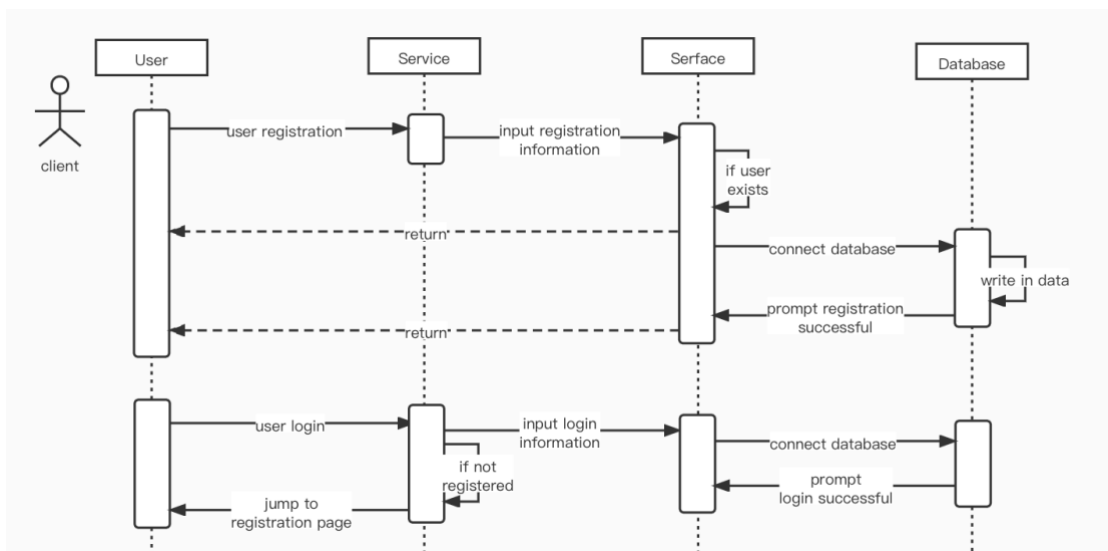 User
Service
Serface
Database
client
user registration
input registration
information
if user
exists
return
connect database
write in data
prompt registration
successful
return
user login
input login
information
connect database
if not
registered
prompt
login successful
jump to
registration page